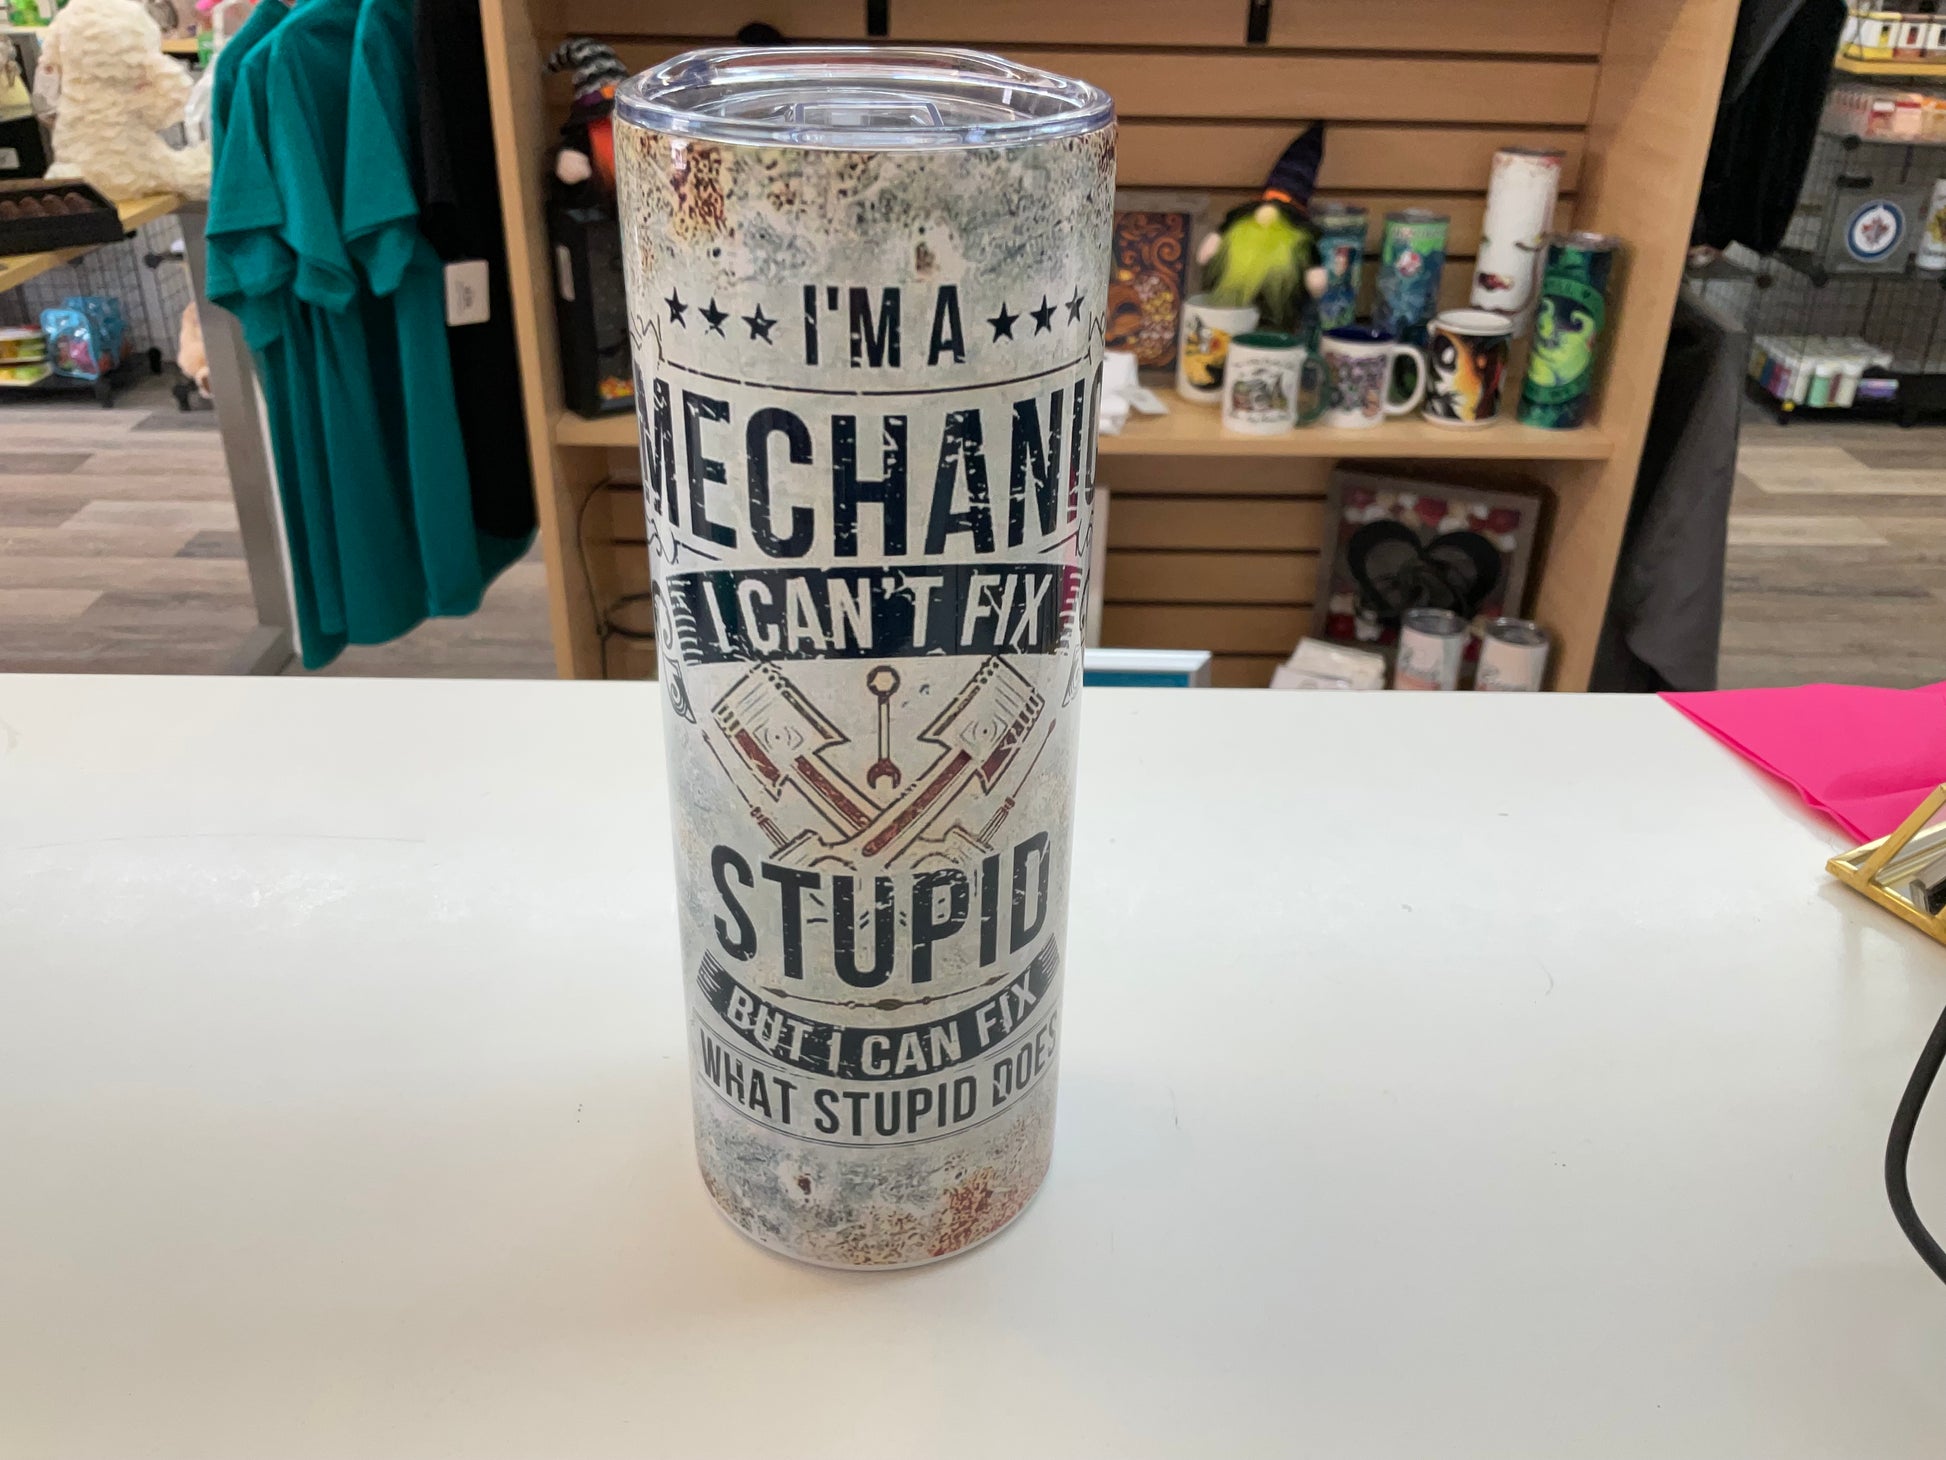 I'M A
MECHANIC
I CAN'T FIX
STUPID
BUT I CAN FIX
WHAT STUPID DOES